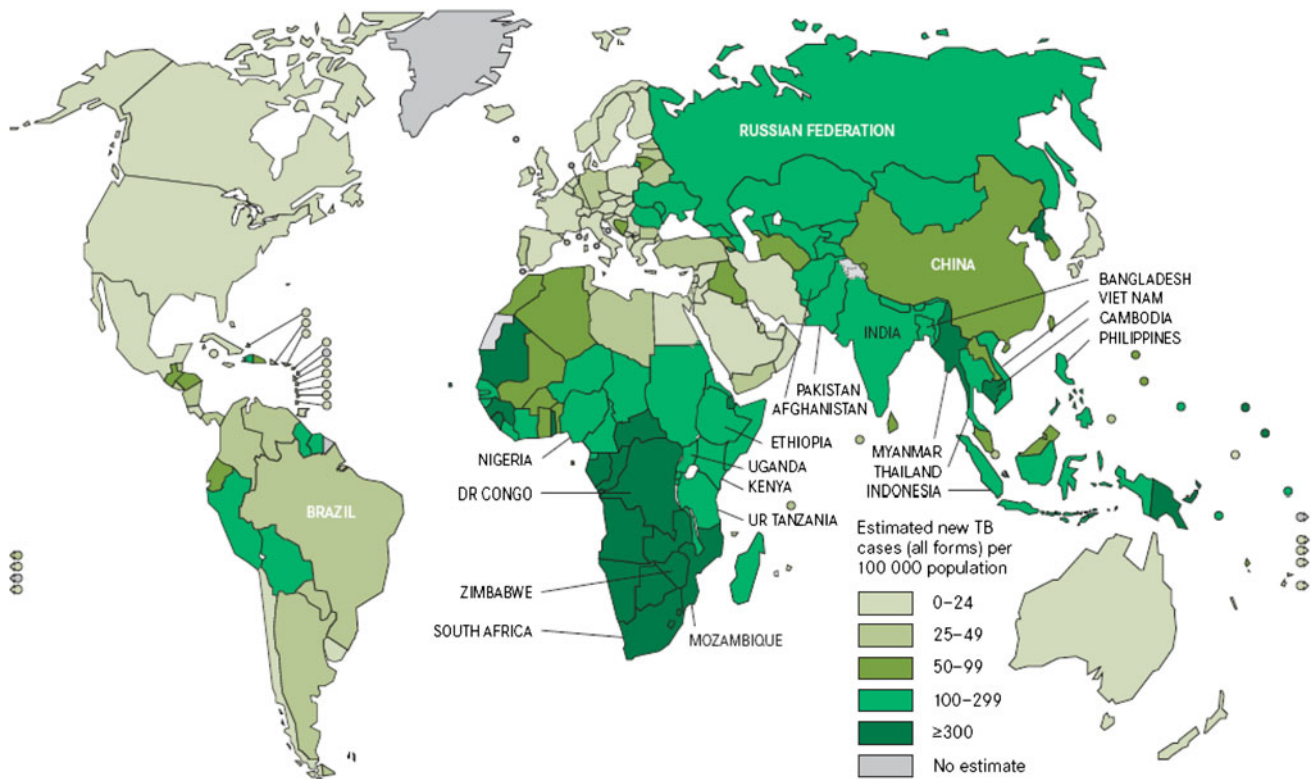 RUSSIAN FEDERATION
CHINA
BANGLADESH
VIET NAM
CAMBODIA
PHILIPPINES
INDIA
PAKISTAN
AFGHANISTAN
ETHIOPIA
NIGERIA
UGANDA
KENYA
DR CONGO
UR TANZANIA
MYANMAR
THAILAND
INDONESIA
BRAZIL
ZIMBABWE
SOUTH AFRICA
MOZAMBIQUE
Estimated new TB
cases (all forms) per
100 000 population
0–24
25–49
50–99
100–299
≥300
No estimate